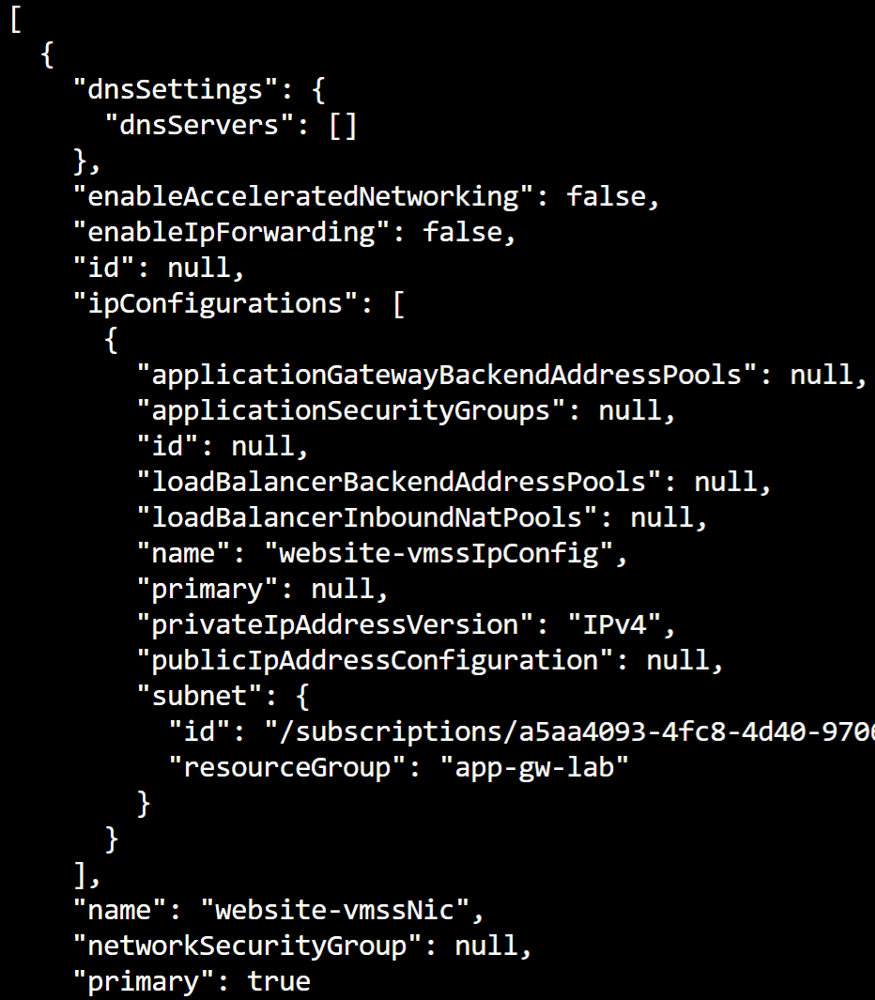 [
  {
    "dnsSettings": {
      "dnsServers": []
    },
    "enableAcceleratedNetworking": false,
    "enableIpForwarding": false,
    "id": null,
    "ipConfigurations": [
      {
        "applicationGatewayBackendAddressPools": null,
        "applicationSecurityGroups": null,
        "id": null,
        "loadBalancerBackendAddressPools": null,
        "loadBalancerInboundNatPools": null,
        "name": "website-vmssIpConfig",
        "primary": null,
        "privateIpAddressVersion": "IPv4",
        "publicIpAddressConfiguration": null,
        "subnet": {
          "id": "/subscriptions/a5aa4093-4fc8-4d40-970
          "resourceGroup": "app-gw-lab"
        }
      }
    ],
    "name": "website-vmssNic",
    "networkSecurityGroup": null,
    "primary": true